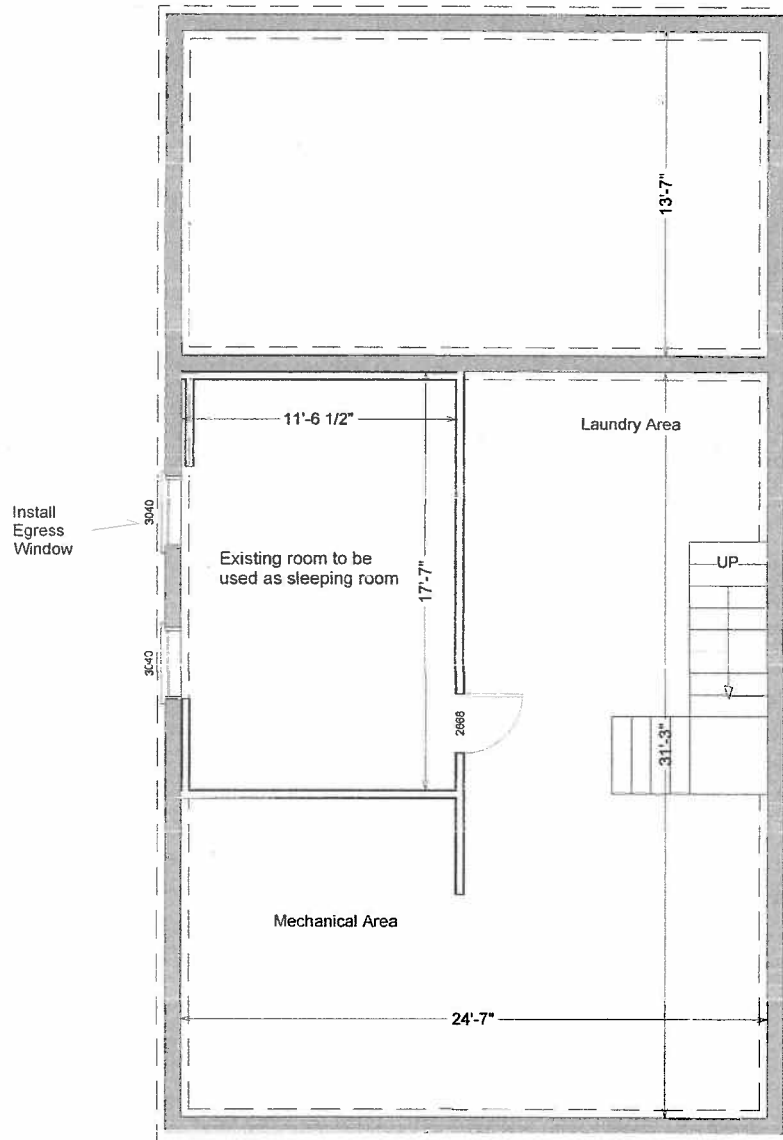 13'-7"
11'-6 1/2"
Laundry Area
Install
Egress
Window
3040
Existing room to be
used as sleeping room
17'-7"
UP
3040
2668
31'-3"
Mechanical Area
24'-7"